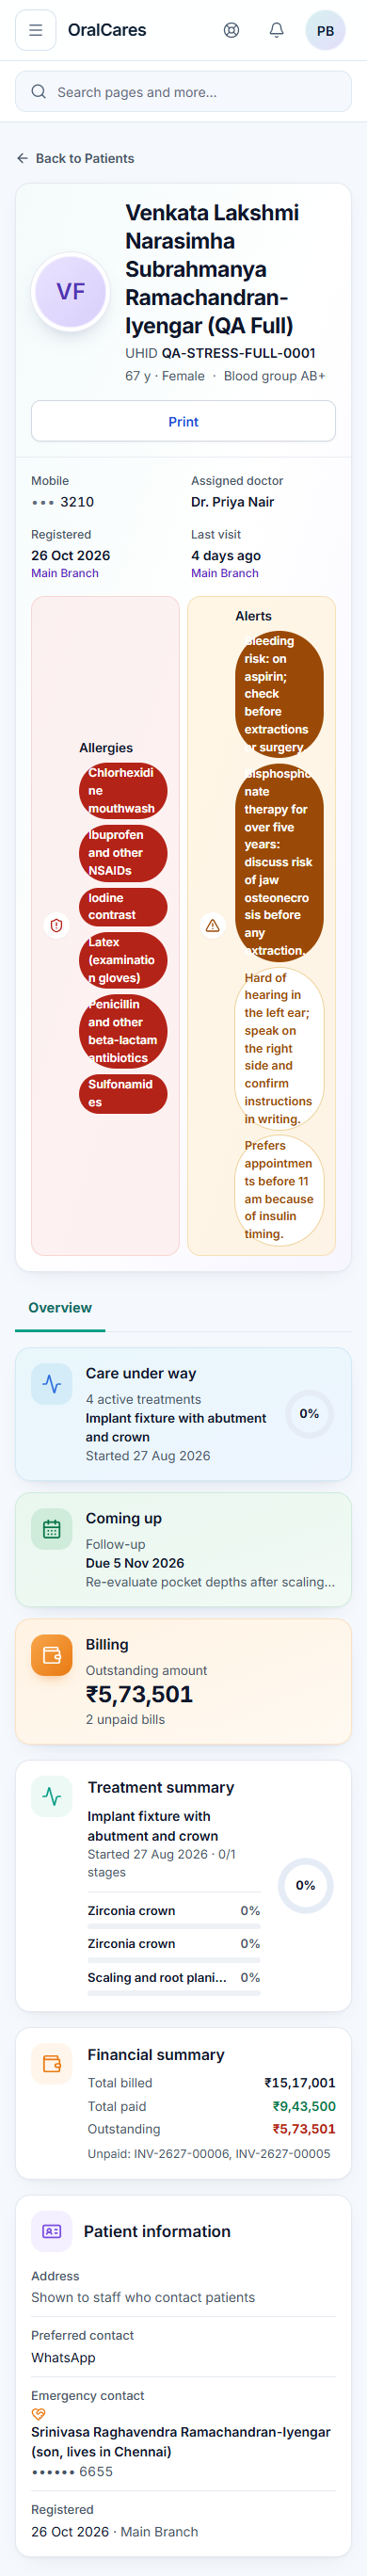 OralCares
PB
Search pages and more...
Back to Patients
VF
Venkata Lakshmi
Narasimha
Subrahmanya
Ramachandran-
Iyengar (QA Full)
UHID QA-STRESS-FULL-0001
67 y · Female · Blood group AB+
Print
Mobile
••• 3210
Assigned doctor
Dr. Priya Nair
Registered
26 Oct 2026
Main Branch
Last visit
4 days ago
Main Branch
Allergies
Chlorhexidi
ne
mouthwash
Ibuprofen
and other
NSAIDs
Iodine
contrast
Latex
(examinatio
n gloves)
Penicillin
and other
beta-lactam
antibiotics
Sulfonamid
es
Alerts
Bleeding
risk: on
aspirin;
check
before
extractions
or surgery
Bisphospho
nate
therapy for
over five
years:
discuss risk
of jaw
osteonecro
sis before
any
extraction.
Hard of
hearing in
the left ear;
speak on
the right
side and
confirm
instructions
in writing.
Prefers
appointmen
ts before 11
am because
of insulin
timing.
Overview
Care under way
4 active treatments
Implant fixture with abutment
and crown
Started 27 Aug 2026
0%
Coming up
Follow-up
Due 5 Nov 2026
Re-evaluate pocket depths after scaling...
Billing
Outstanding amount
₹5,73,501
2 unpaid bills
Treatment summary
Implant fixture with
abutment and crown
Started 27 Aug 2026 · 0/1
stages
0%
Zirconia crown 0%
Zirconia crown 0%
Scaling and root plani... 0%
Financial summary
Total billed ₹15,17,001
Total paid ₹9,43,500
Outstanding ₹5,73,501
Unpaid: INV-2627-00006, INV-2627-00005
Patient information
Address
Shown to staff who contact patients
Preferred contact
WhatsApp
Emergency contact
Srinivasa Raghavendra Ramachandran-Iyengar
(son, lives in Chennai)
•••••• 6655
Registered
26 Oct 2026 · Main Branch